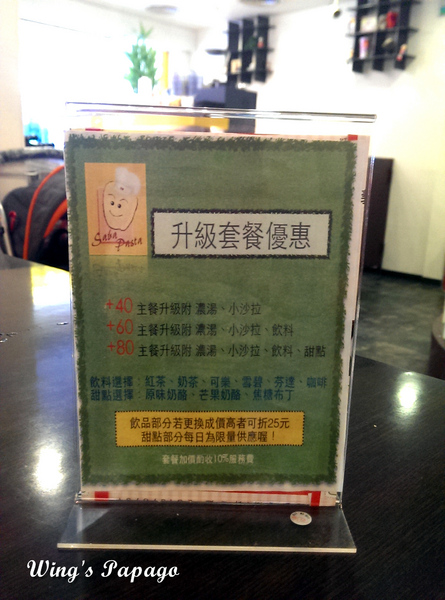 Saba Pasta
升級套餐優惠
+40 主餐升級附 濃湯、小沙拉
+60 主餐升級附 濃湯、小沙拉、飲料
+80 主餐升級附 濃湯、小沙拉、飲料、甜點
飲料選擇：紅茶、奶茶、可樂、雪碧、芬達、咖啡
甜點選擇：原味奶酪、芒果奶酪、焦糖布丁
飲品部分若更換成價高者可折25元
甜點部分每日為限量供應喔！
套餐加價酌收10%服務費
Wing's Papago